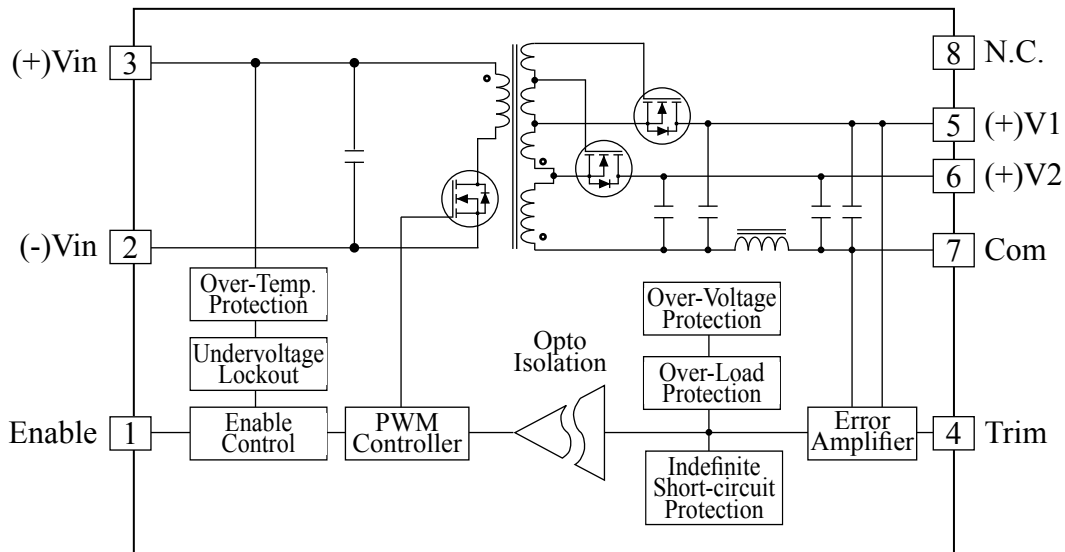 (+)Vin
3
8
N.C.
5
(+)V1
6
(+)V2
(-)Vin
2
7
Com
Over-Temp.
Protection
Over-Voltage
Protection
Undervoltage
Lockout
Opto
Isolation
Over-Load
Protection
Enable
1
Enable
Control
PWM
Controller
Error
Amplifier
4
Trim
Indefinite
Short-circuit
Protection